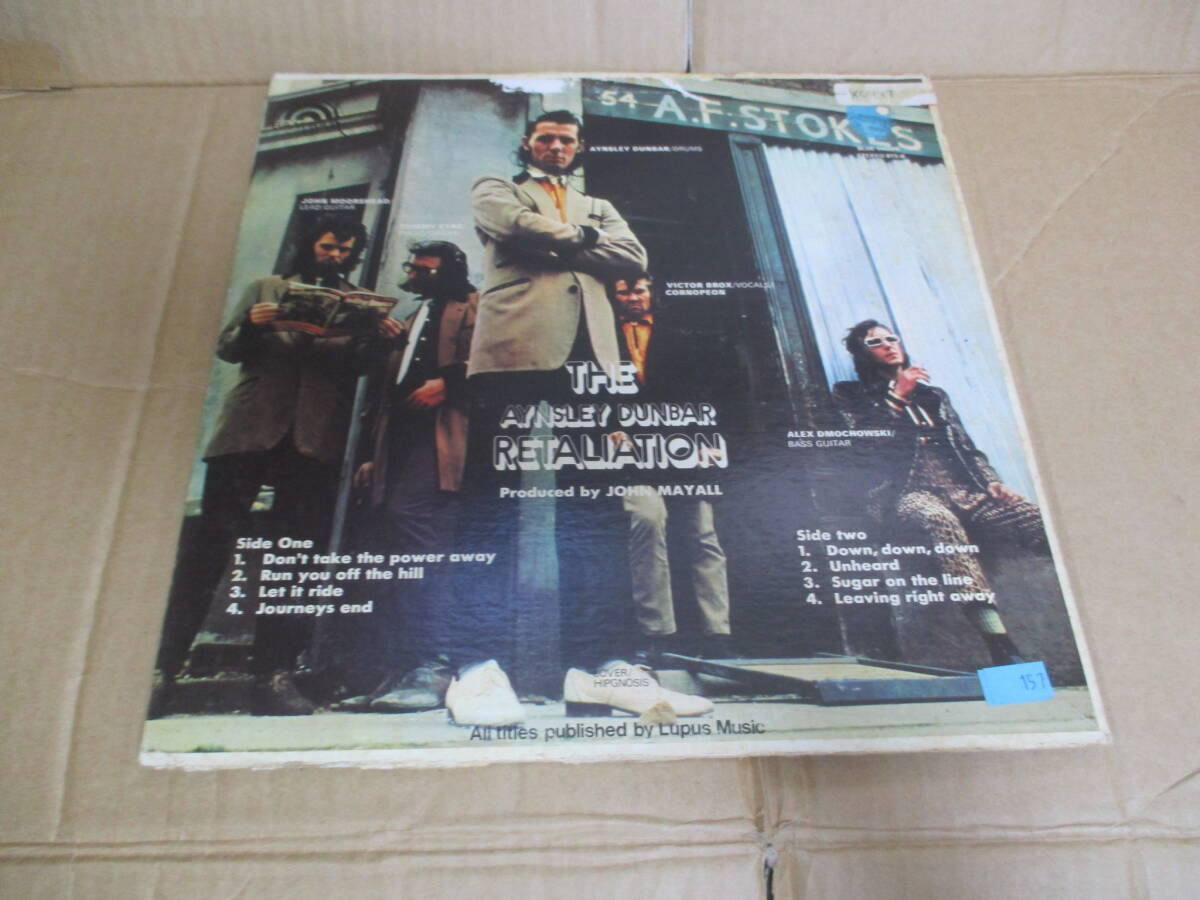 54 A.F. STOKES
AYNSLEY DUNBAR/DRUMS
JOHN MOORSHEAD
LEAD GUITAR
VICTOR BROX/VOCALS/
CORNOPEON
ALEX DMOCHOWSKI/
BASS GUITAR
THE
AYNSLEY DUNBAR
RETALIATION
Produced by JOHN MAYALL
Side One
1. Don't take the power away
2. Run you off the hill
3. Let it ride
4. Journeys end
Side two
1. Down, down, down
2. Unheard
3. Sugar on the line
4. Leaving right away
COVER/
HIPGNOSIS
157
All titles published by Lupus Music